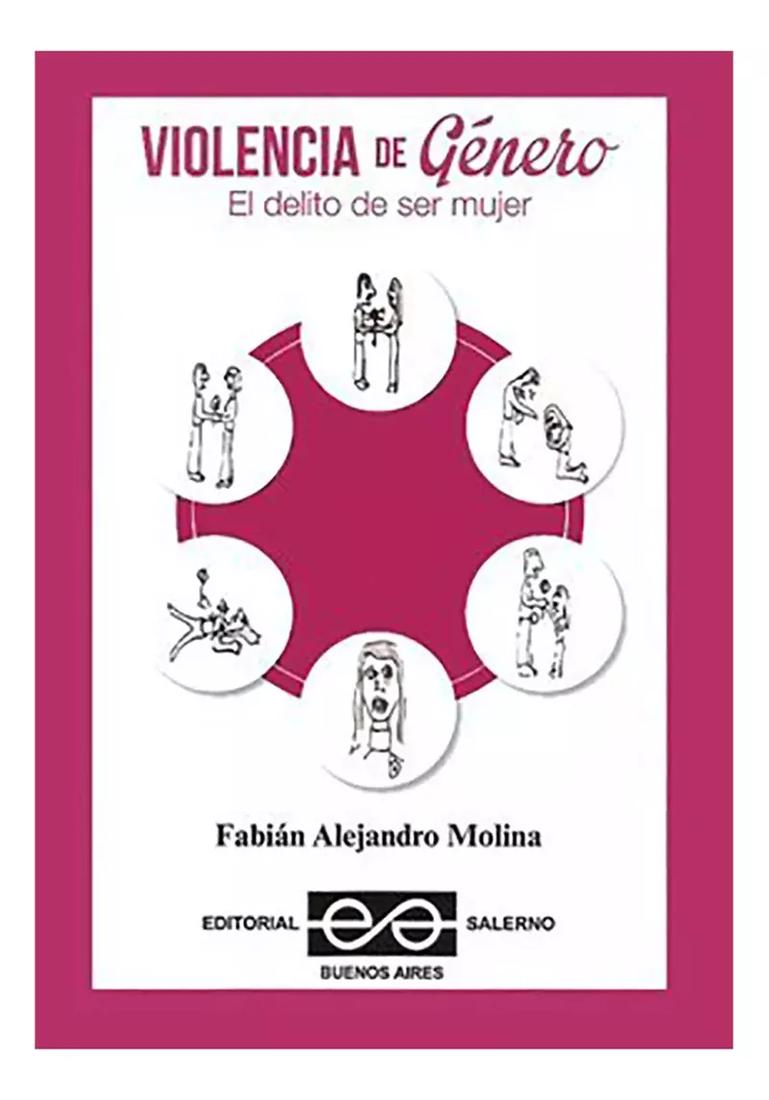 VIOLENCIA DE Género
El delito de ser mujer
Fabián Alejandro Molina
EDITORIAL SALERNO
BUENOS AIRES